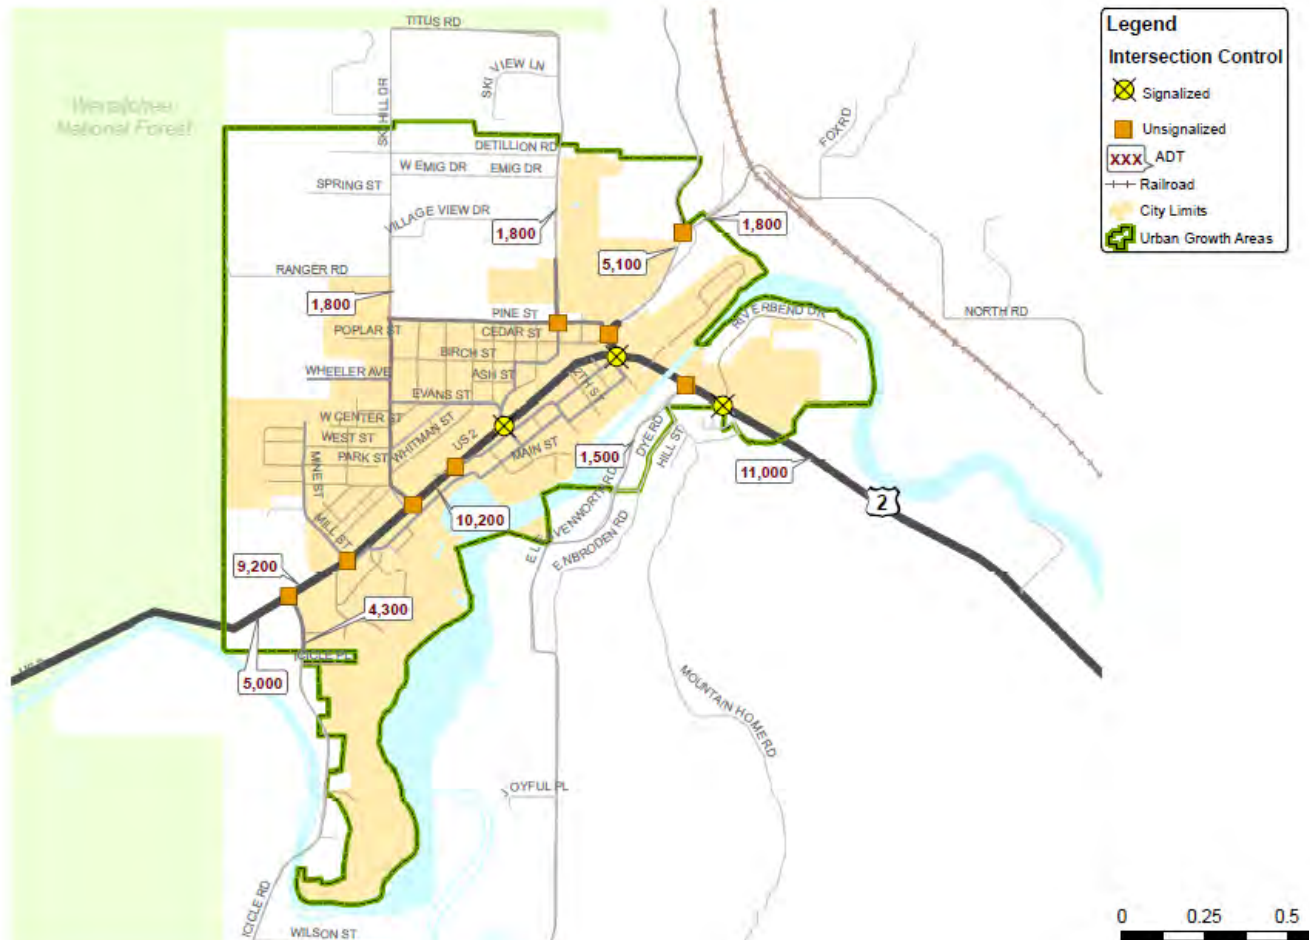 TITUS RD
SKI VIEW LN
SKI HILL DR
FOX RD
Wenatchee
National Forest
DETILLION RD
W EMIG DR
EMIG DR
SPRING ST
VILLAGE VIEW DR
1,800
1,800
5,100
RANGER RD
1,800
PINE ST
RIVERBEND DR
NORTH RD
POPLAR ST
CEDAR ST
BIRCH ST
WHEELER AVE
ASH ST
12TH ST
EVANS ST
W CENTER ST
WHITMAN ST
WEST ST
US 2
MAIN ST
DYE RD
HILL ST
PARK ST
1,500
MINE ST
11,000
10,200
2
MILL ST
E LEAVENWORTH RD
E NBRODEN RD
9,200
4,300
ICICLE PL
5,000
MOUNTAIN HOME RD
JOYFUL PL
ICICLE RD
WILSON ST
Legend
Intersection Control
Signalized
Unsignalized
XXX ADT
Railroad
City Limits
Urban Growth Areas
0 0.25 0.5